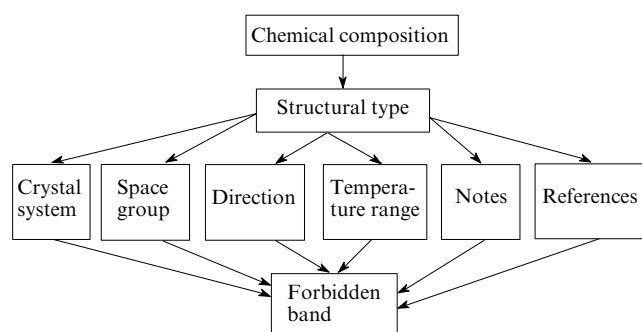 Chemical composition
Structural type
Crystal
system
Space
group
Direction
Tempera-
ture range
Notes
References
Forbidden
band